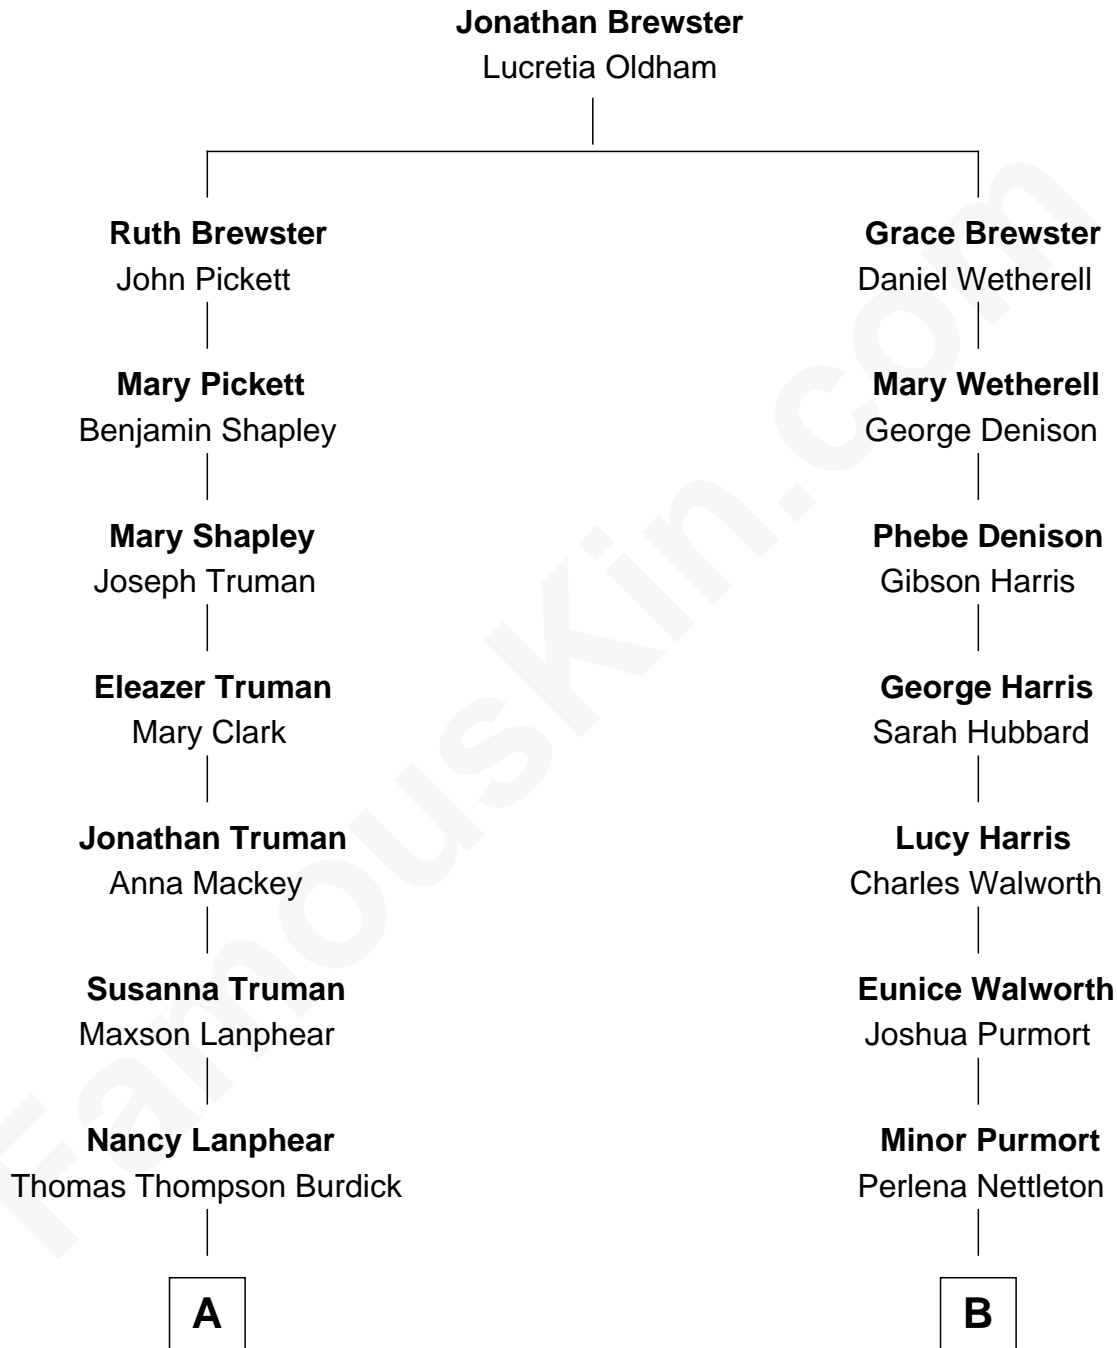 Jonathan Brewster
Lucretia Oldham
Ruth Brewster
John Pickett
Grace Brewster
Daniel Wetherell
Mary Pickett
Benjamin Shapley
Mary Wetherell
George Denison
Mary Shapley
Joseph Truman
Phebe Denison
Gibson Harris
Eleazer Truman
Mary Clark
George Harris
Sarah Hubbard
Jonathan Truman
Anna Mackey
Lucy Harris
Charles Walworth
Susanna Truman
Maxson Lanphear
Eunice Walworth
Joshua Purmort
Nancy Lanphear
Thomas Thompson Burdick
Minor Purmort
Perlena Nettleton
A
B
FamousKin.com